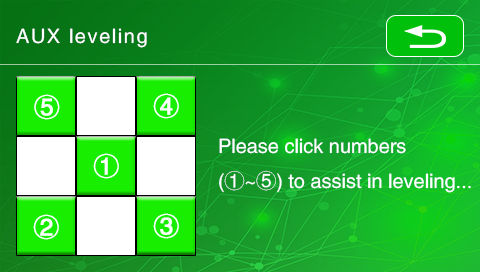 AUX leveling
⑤ ④
①
② ③
Please click numbers
(①~⑤) to assist in leveling...